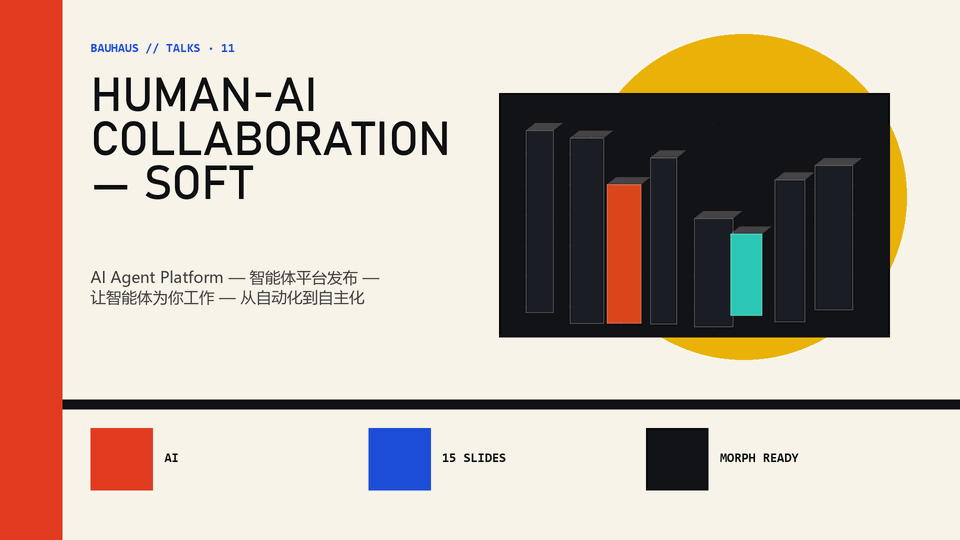 BAUHAUS // TALKS · 11
HUMAN-AI
COLLABORATION
— SOFT
AI Agent Platform — 智能体平台发布 —
让智能体为你工作 — 从自动化到自主化
AI
15 SLIDES
MORPH READY